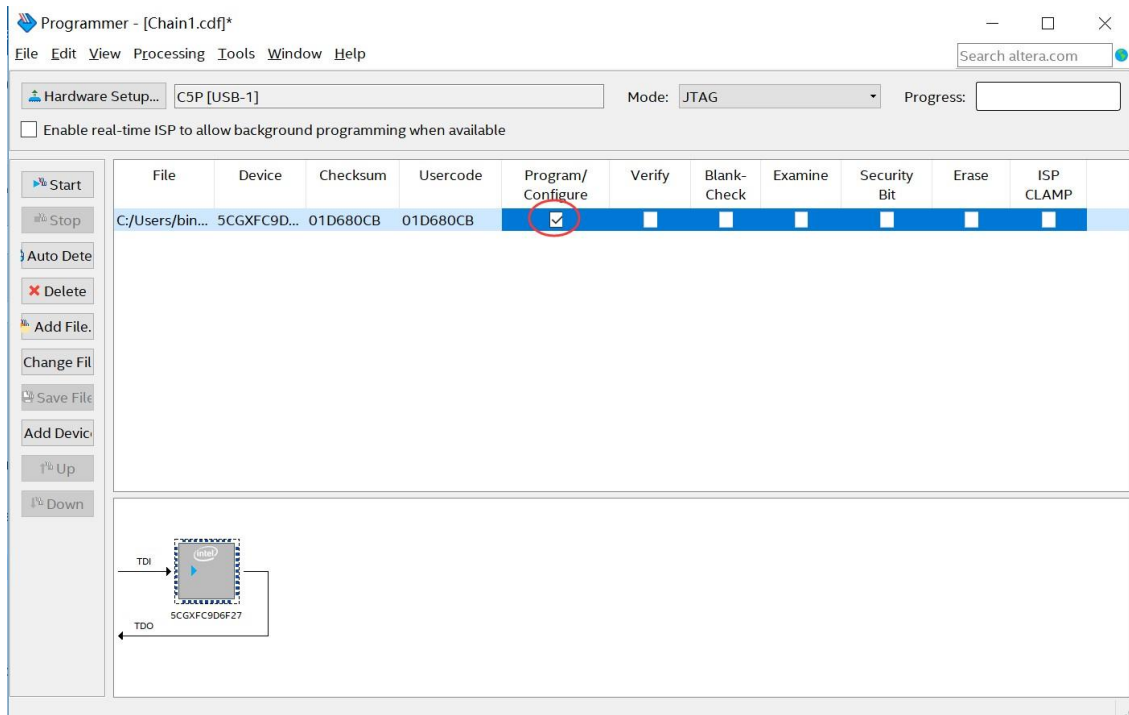 Programmer - [Chain1.cdf]*
File Edit View Processing Tools Window Help
Search altera.com
Hardware Setup... C5P [USB-1] Mode: JTAG Progress:
Enable real-time ISP to allow background programming when available
File Device Checksum Usercode Program/ Verify Blank- Examine Security Erase ISP
Configure Check Bit CLAMP
Start
C:/Users/bin... 5CGXFC9D... 01D680CB 01D680CB
Stop
Auto Dete
Delete
Add File.
Change Fil
Save File
Add Devic
Up
Down
TDI
intel
5CGXFC9D6F27
TDO